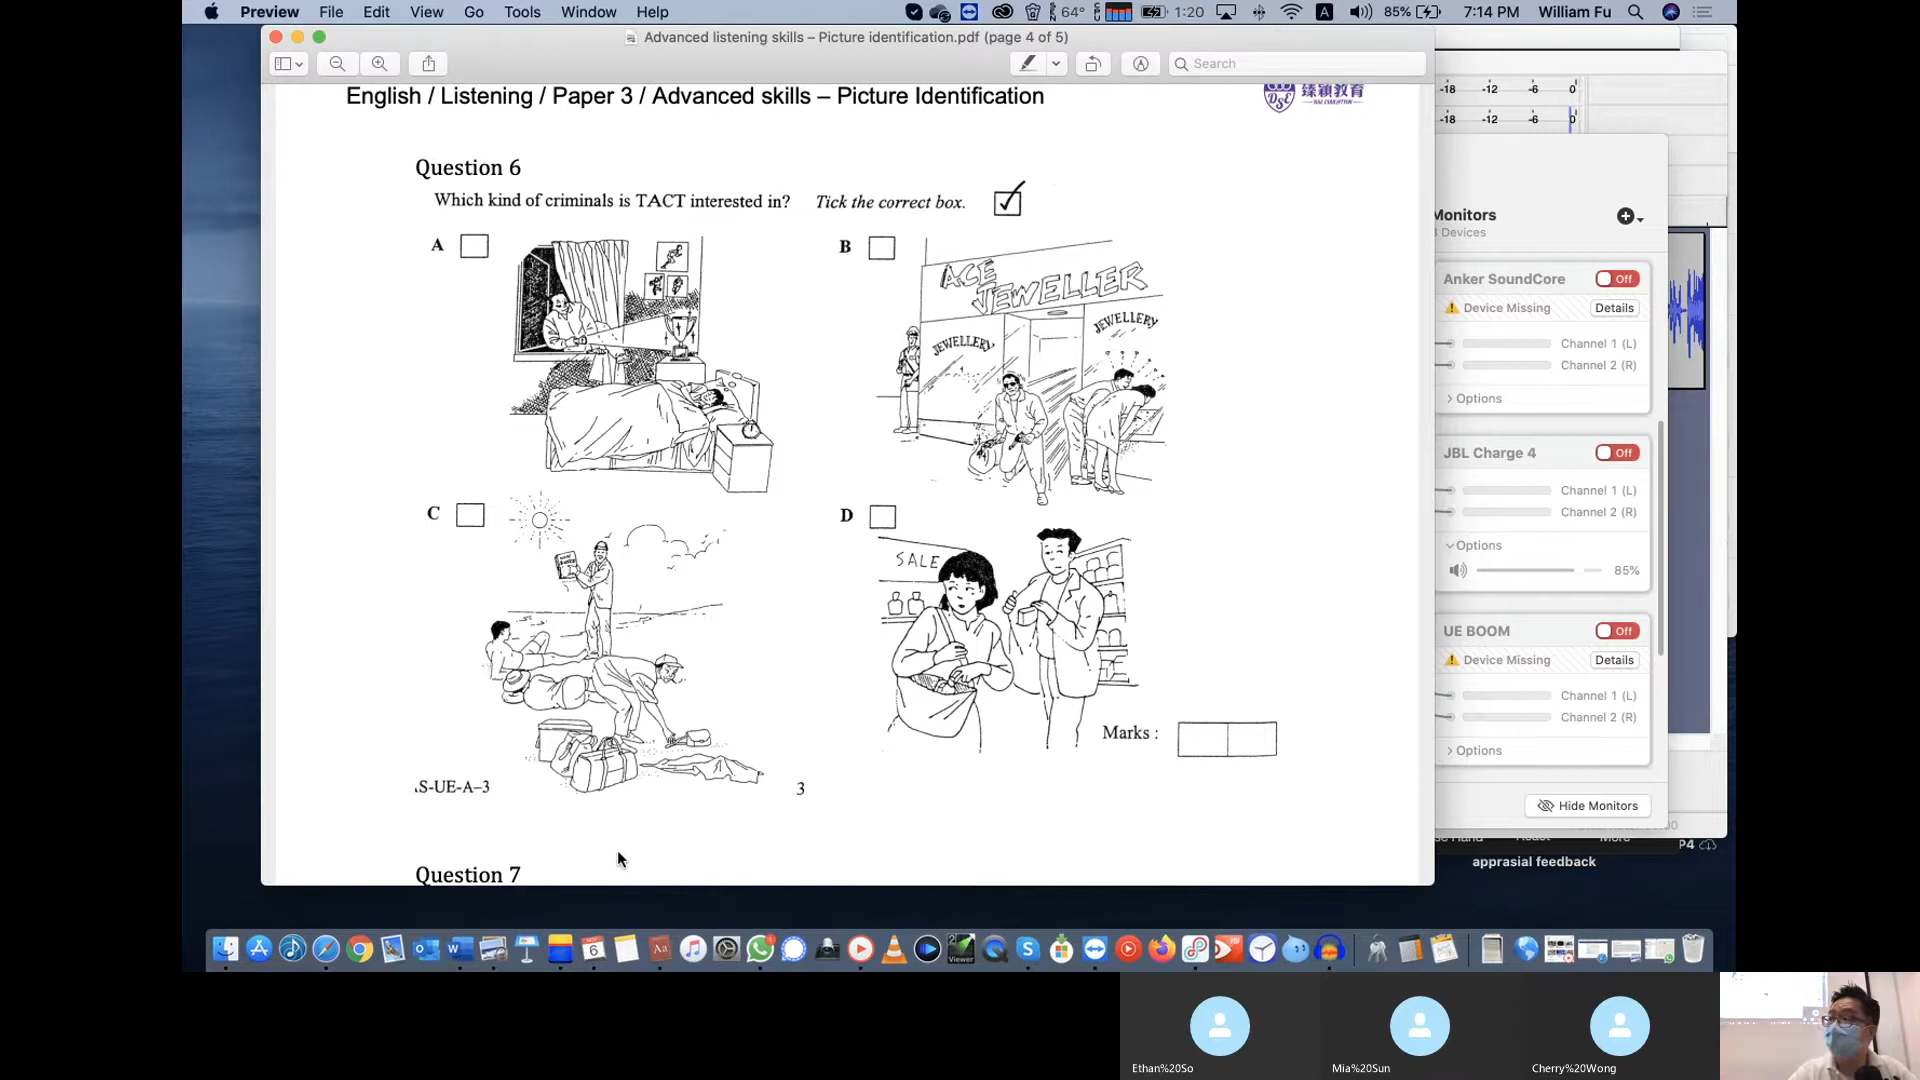 Preview File Edit View Go Tools Window Help 64° 1:20 A 85% 7:14 PM William Fu
Advanced listening skills – Picture identification.pdf (page 4 of 5)
Search
English / Listening / Paper 3 / Advanced skills – Picture Identification
DSE 臻穎教育
Question 6
Which kind of criminals is TACT interested in? Tick the correct box.
A
B
ACE
JEWELLER
JEWELLERY
JEWELLERY
C
D
SALE
Marks :
S-UE-A–3
3
Question 7
-18 -12 -6 0
-18 -12 -6 0
Monitors
Devices
Anker SoundCore Off
Device Missing Details
Channel 1 (L)
Channel 2 (R)
Options
JBL Charge 4 Off
Channel 1 (L)
Channel 2 (R)
Options
85%
UE BOOM Off
Device Missing Details
Channel 1 (L)
Channel 2 (R)
Options
Hide Monitors
P4
apprasial feedback
NOV
6
Aa
Viewer
Ethan%20So
Mia%20Sun
Cherry%20Wong